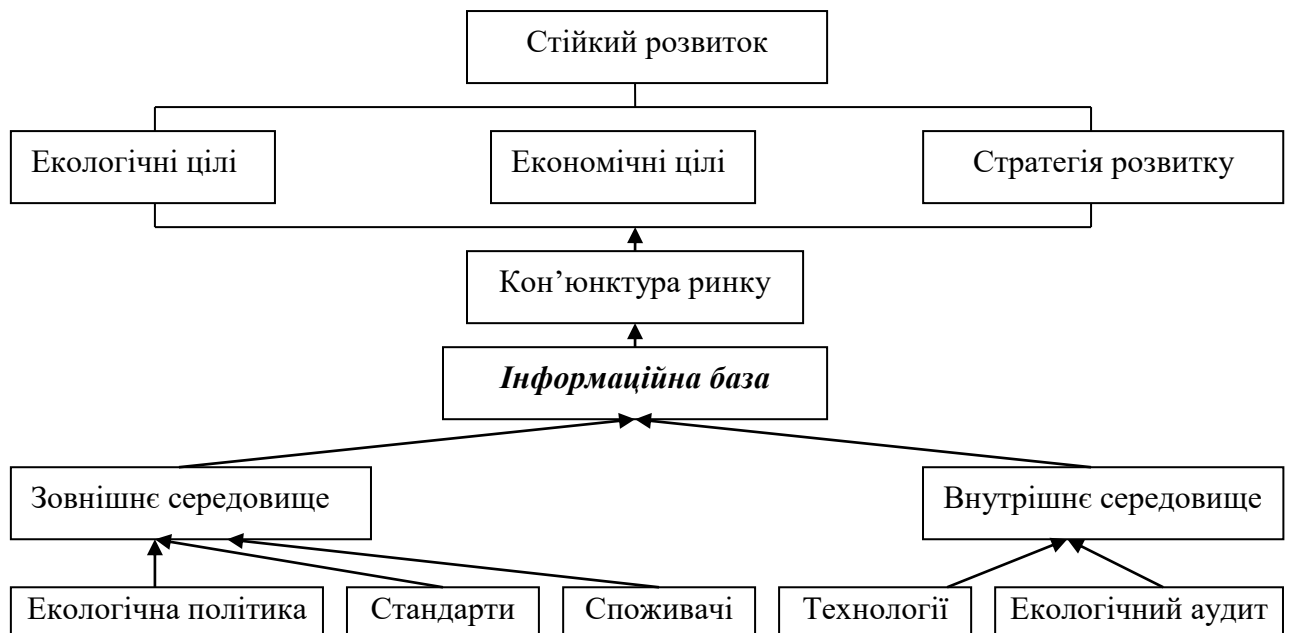 Стійкий розвиток
Екологічні цілі
Економічні цілі
Стратегія розвитку
Кон’юнктура ринку
Інформаційна база
Зовнішнє середовище
Внутрішнє середовище
Екологічна політика
Стандарти
Споживачі
Технології
Екологічний аудит